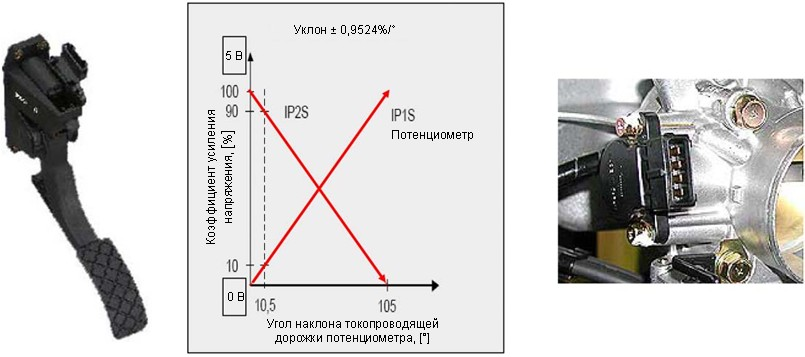 Уклон ± 0,9524%/°
5 В
100
90
IP2S
IP1S
Потенциометр
Коэффициент усиления
напряжения, [%]
10
0 В
10,5
105
Угол наклона токопроводящей
дорожки потенциометра, [°]